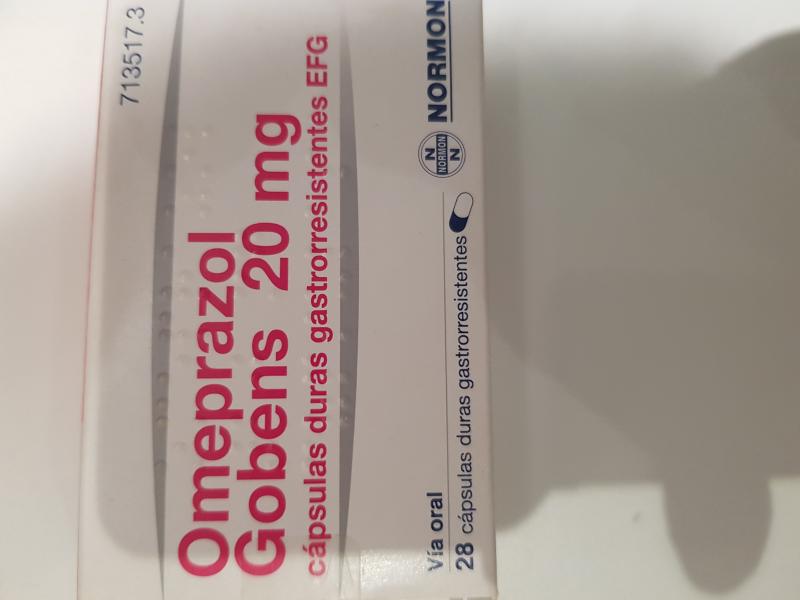 713517.3
Omeprazol
Gobens 20 mg
cápsulas duras gastrorresistentes EFG
Vía oral
28 cápsulas duras gastrorresistentes
N
NORMON
N
NORMON